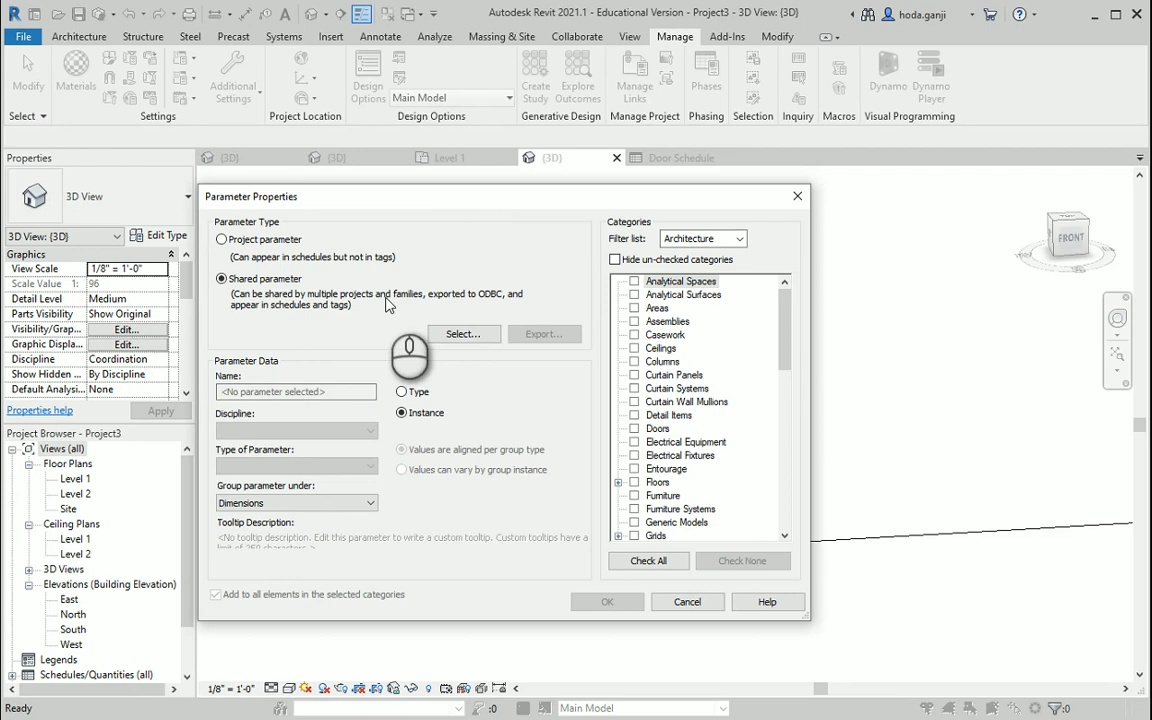 Autodesk Revit 2021.1 - Educational Version - Project3 - 3D View: {3D}
hoda.ganji
File Architecture Structure Steel Precast Systems Insert Annotate Analyze Massing & Site Collaborate View Manage Add-Ins Modify
Modify
Materials
Additional Settings
Design Options
Main Model
Create Study
Explore Outcomes
Manage Links
Phases
Dynamo
Dynamo Player
Select
Settings
Project Location
Design Options
Generative Design
Manage Project
Phasing
Selection
Inquiry
Macros
Visual Programming
Properties
{3D}
{3D}
Level 1
{3D}
Door Schedule
3D View
3D View: {3D}
Edit Type
Graphics
View Scale 1/8" = 1'-0"
Scale Value 1: 96
Detail Level Medium
Parts Visibility Show Original
Visibility/Grap... Edit...
Graphic Displa... Edit...
Discipline Coordination
Show Hidden ... By Discipline
Default Analysi... None
Properties help
Apply
Project Browser - Project3
Views (all)
Floor Plans
Level 1
Level 2
Site
Ceiling Plans
Level 1
Level 2
3D Views
Elevations (Building Elevation)
East
North
South
West
Legends
Schedules/Quantities (all)
Parameter Properties
Parameter Type
Project parameter
(Can appear in schedules but not in tags)
Shared parameter
(Can be shared by multiple projects and families, exported to ODBC, and
appear in schedules and tags)
Select...
Export...
Parameter Data
Name:
<No parameter selected>
Type
Discipline:
Instance
Type of Parameter:
Values are aligned per group type
Values can vary by group instance
Group parameter under:
Dimensions
Tooltip Description:
<No tooltip description. Edit this parameter to write a custom tooltip. Custom tooltips have a
limit of 250 characters.>
Add to all elements in the selected categories
Categories
Filter list: Architecture
Hide un-checked categories
Analytical Spaces
Analytical Surfaces
Areas
Assemblies
Casework
Ceilings
Columns
Curtain Panels
Curtain Systems
Curtain Wall Mullions
Detail Items
Doors
Electrical Equipment
Electrical Fixtures
Entourage
Floors
Furniture
Furniture Systems
Generic Models
Grids
Check All
Check None
OK
Cancel
Help
FRONT
1/8" = 1'-0"
Ready
:0
Main Model
:0